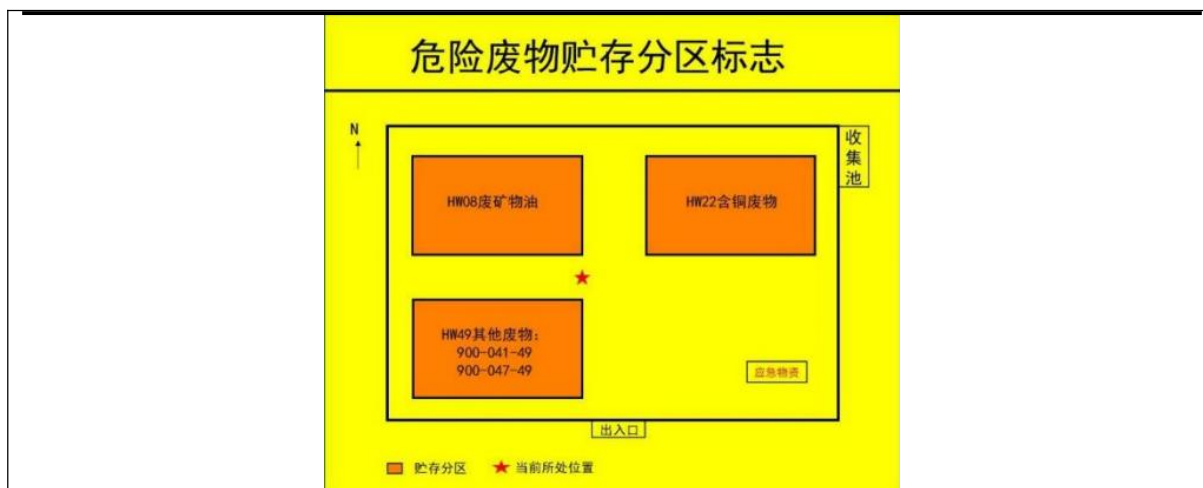 危险废物贮存分区标志
N
收集池
HW08废矿物油
HW22含铜废物
HW49其他废物：
900-041-49
900-047-49
应急物资
出入口
贮存分区
当前所处位置